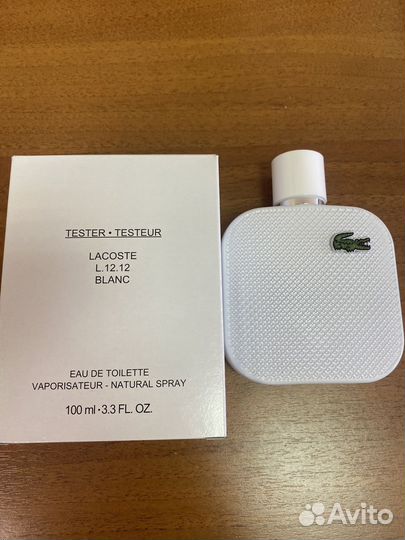 TESTER • TESTEUR
LACOSTE
L.12.12
BLANC
EAU DE TOILETTE
VAPORISATEUR - NATURAL SPRAY
100 ml • 3.3 FL. OZ.
Avito